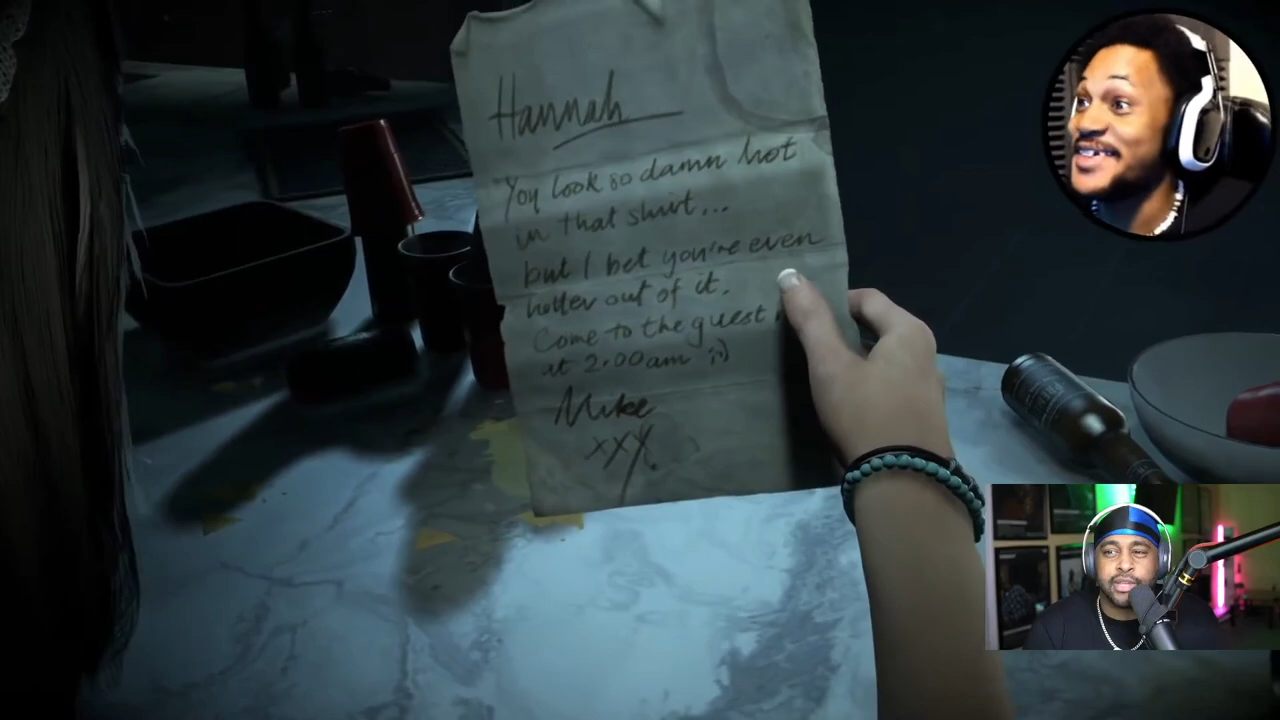 Hannah
You look so damn hot
in that shirt...
but I bet you're even
hotter out of it.
Come to the guest
at 2.00am ;)
Mike
xxx